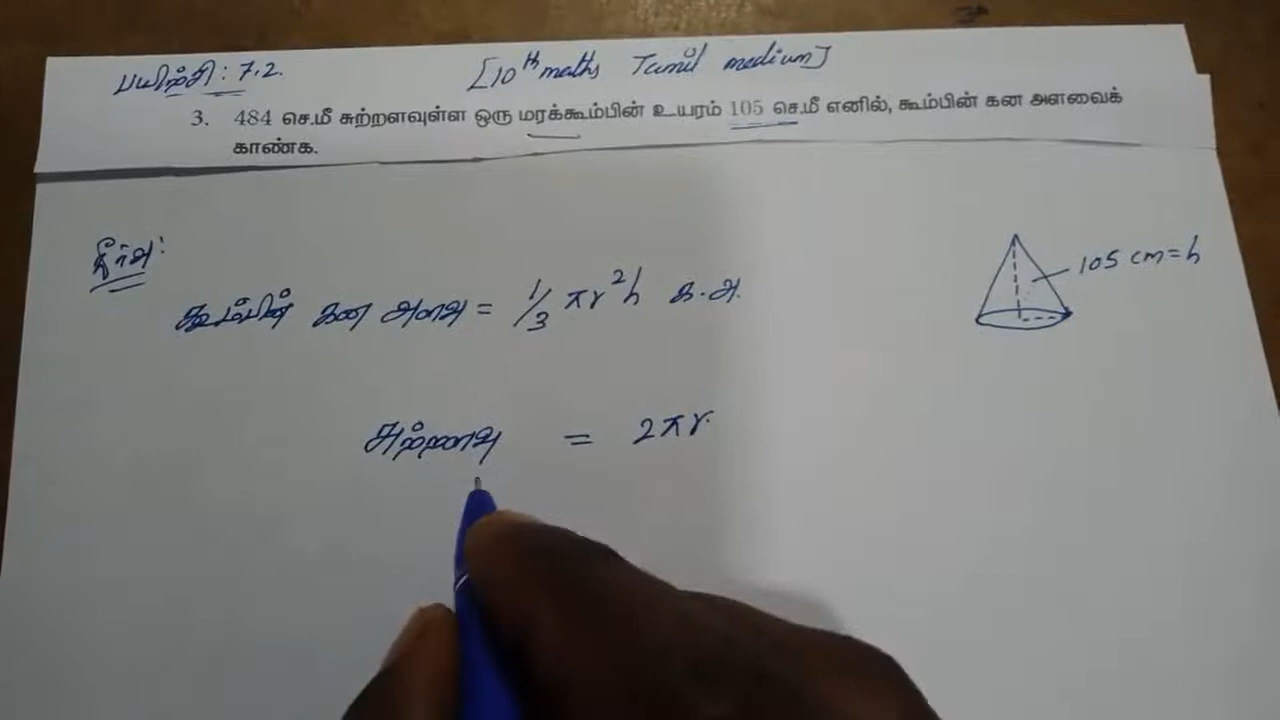 பயிற்சி : 7.2.
[10th maths Tamil medium]
3. 484 செ.மீ சுற்றளவுள்ள ஒரு மரக்கூம்பின் உயரம் 105 செ.மீ எனில், கூம்பின் கன அளவைக்
காண்க.
தீர்வு:
105 cm = h
கூம்பின் கன அளவு = 1/3 πr²h க.அ.
சுற்றளவு = 2πr.